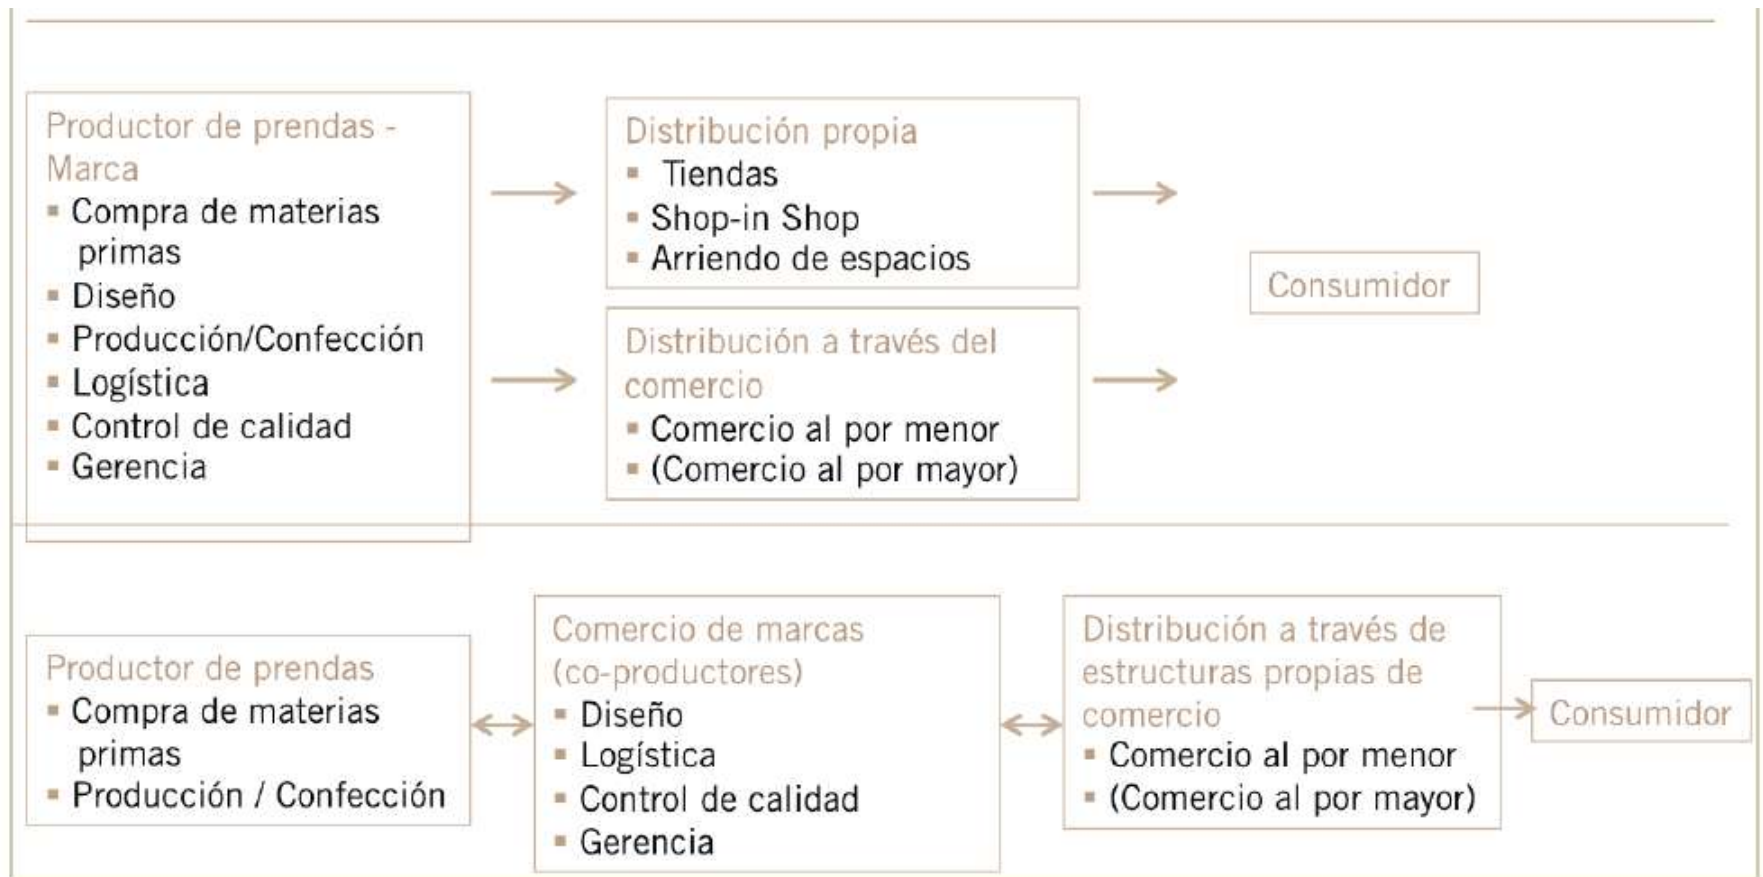 Productor de prendas -
Marca
▪ Compra de materias
primas
▪ Diseño
▪ Producción/Confección
▪ Logística
▪ Control de calidad
▪ Gerencia
Distribución propia
▪ Tiendas
▪ Shop-in Shop
▪ Arriendo de espacios
Distribución a través del
comercio
▪ Comercio al por menor
▪ (Comercio al por mayor)
Consumidor
Productor de prendas
▪ Compra de materias
primas
▪ Producción / Confección
Comercio de marcas
(co-productores)
▪ Diseño
▪ Logística
▪ Control de calidad
▪ Gerencia
Distribución a través de
estructuras propias de
comercio
▪ Comercio al por menor
▪ (Comercio al por mayor)
Consumidor